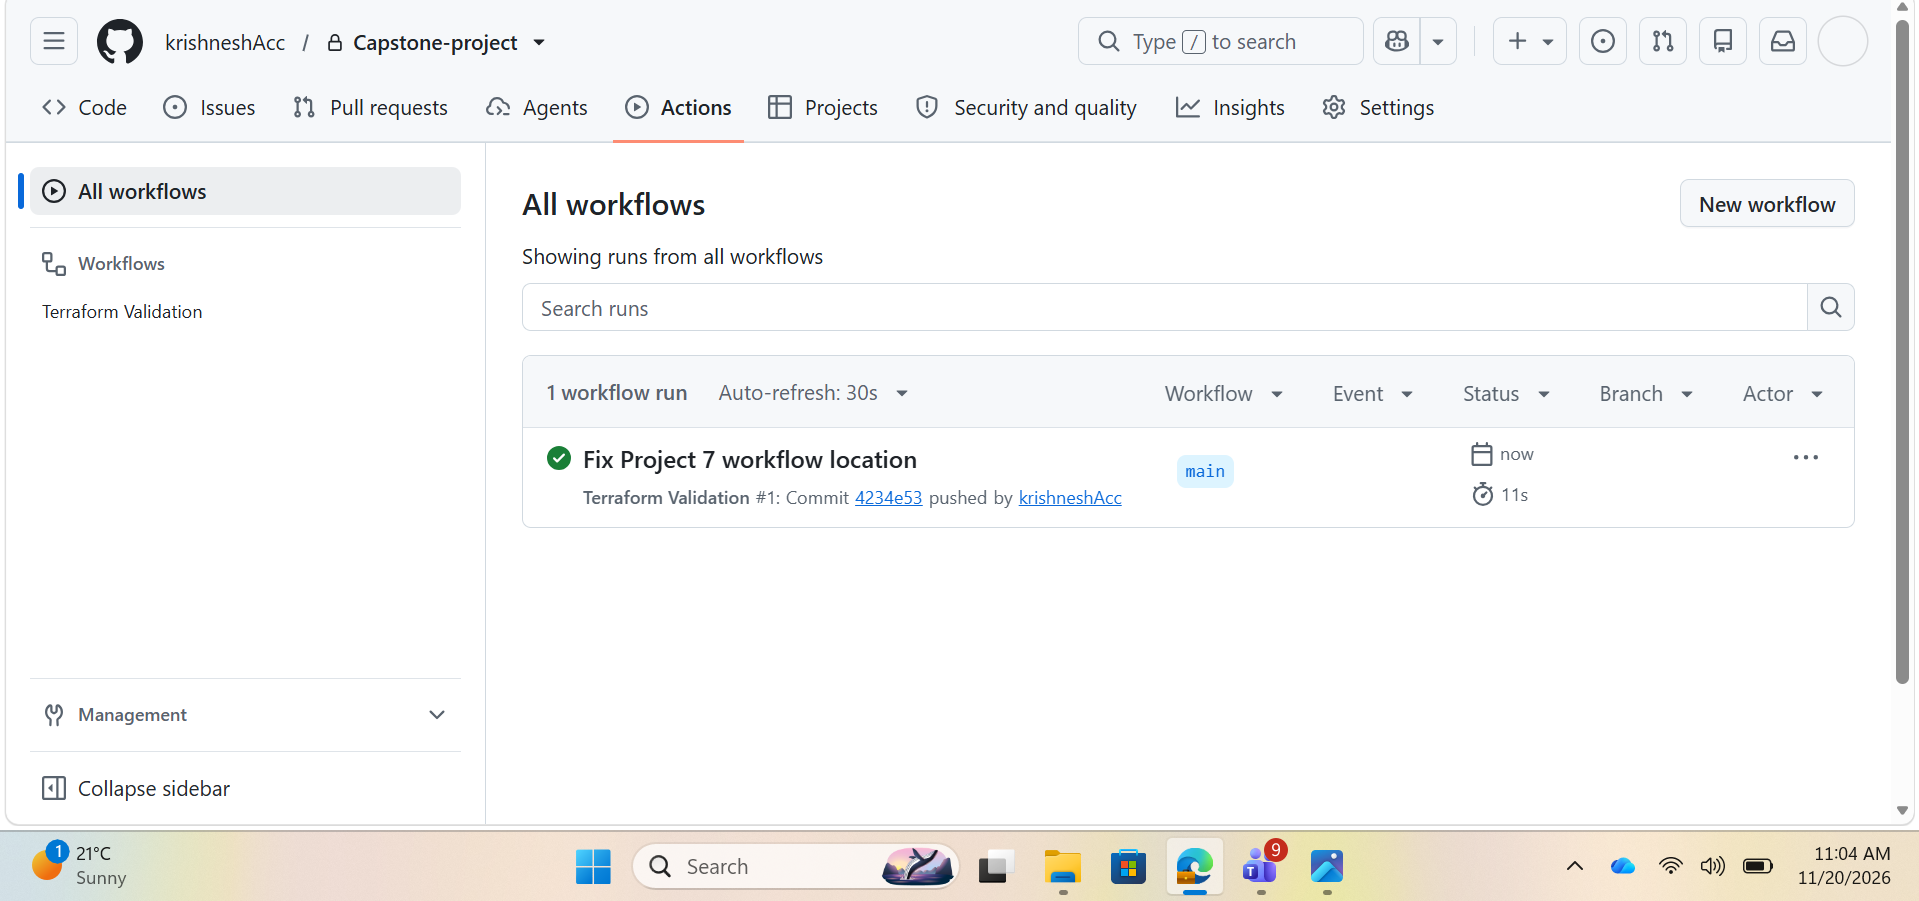 krishneshAcc / Capstone-project
Type / to search
Code Issues Pull requests Agents Actions Projects Security and quality Insights Settings
All workflows
Workflows
Terraform Validation
Management
Collapse sidebar
All workflows
New workflow
Showing runs from all workflows
Search runs
1 workflow run Auto-refresh: 30s Workflow Event Status Branch Actor
Fix Project 7 workflow location
Terraform Validation #1: Commit 4234e53 pushed by krishneshAcc
main
now
11s
1
21°C
Sunny
Search
T
9
11:04 AM
11/20/2026